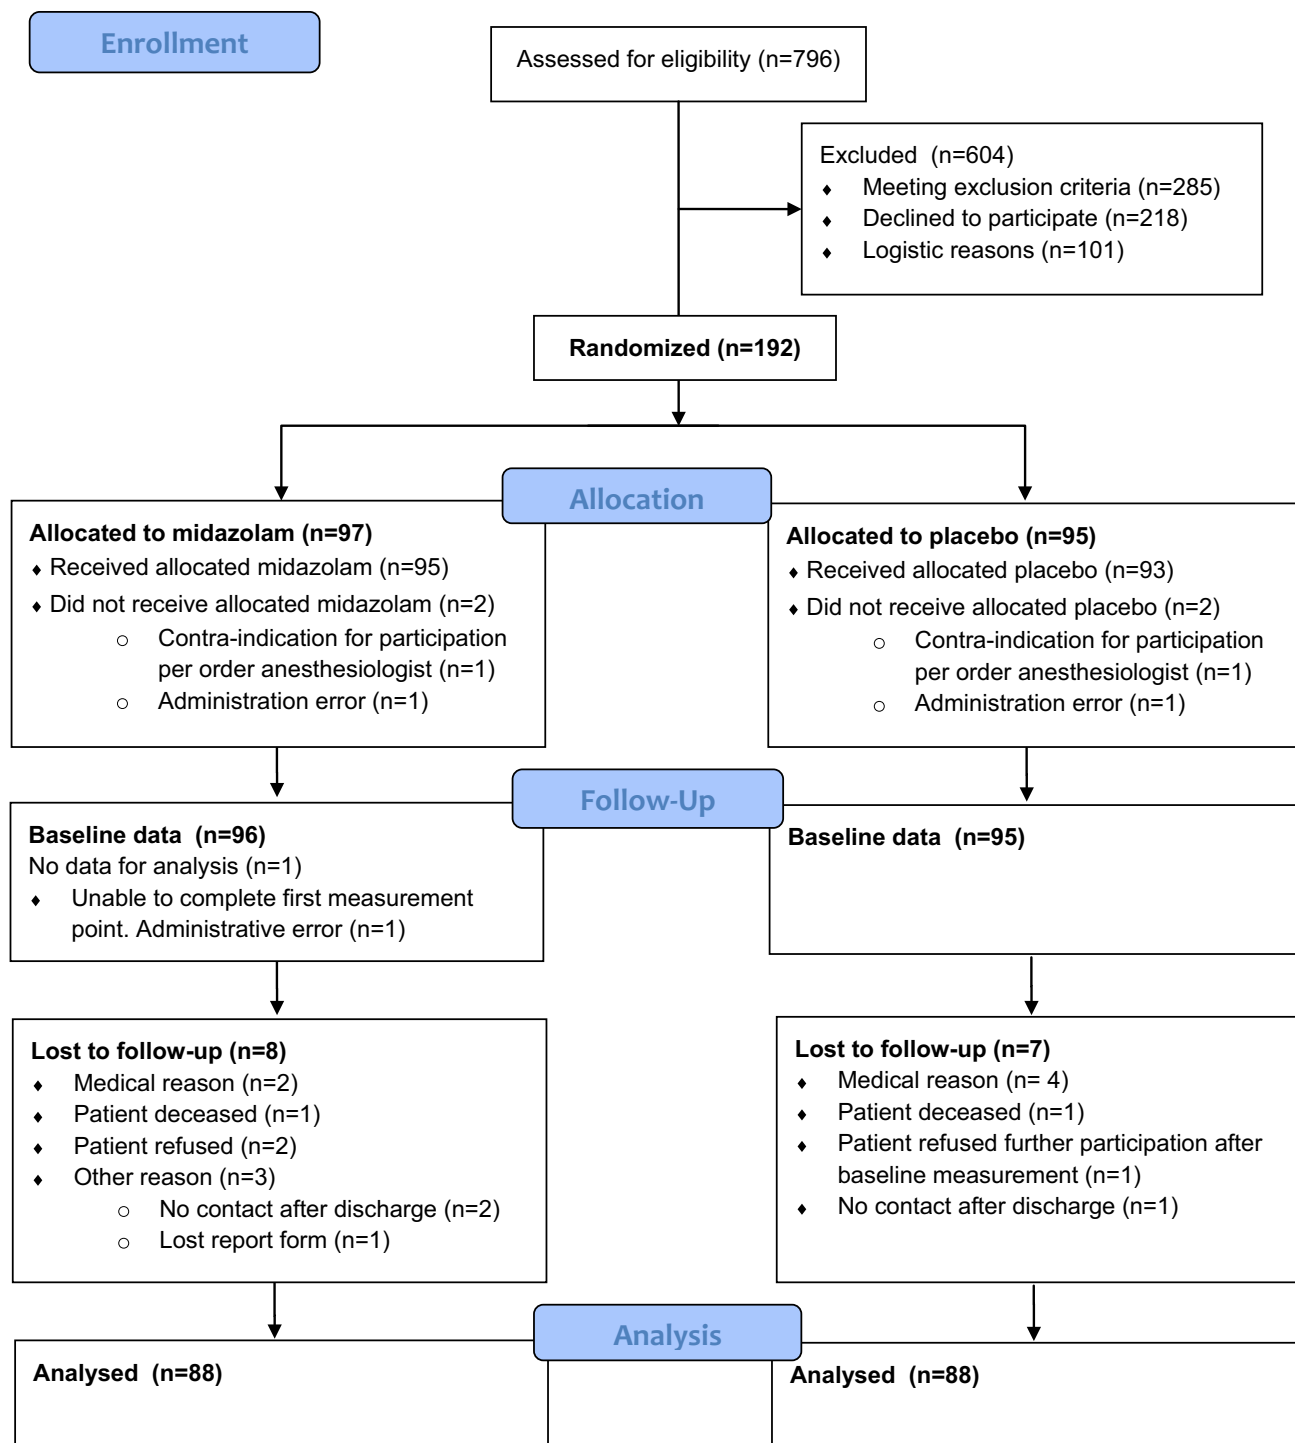 Enrollment
Assessed for eligibility (n=796)
Excluded (n=604)
♦ Meeting exclusion criteria (n=285)
♦ Declined to participate (n=218)
♦ Logistic reasons (n=101)
Randomized (n=192)
Allocation
Allocated to midazolam (n=97)
♦ Received allocated midazolam (n=95)
♦ Did not receive allocated midazolam (n=2)
○ Contra-indication for participation
per order anesthesiologist (n=1)
○ Administration error (n=1)
Allocated to placebo (n=95)
♦ Received allocated placebo (n=93)
♦ Did not receive allocated placebo (n=2)
○ Contra-indication for participation
per order anesthesiologist (n=1)
○ Administration error (n=1)
Follow-Up
Baseline data (n=96)
No data for analysis (n=1)
♦ Unable to complete first measurement
point. Administrative error (n=1)
Baseline data (n=95)
Lost to follow-up (n=8)
♦ Medical reason (n=2)
♦ Patient deceased (n=1)
♦ Patient refused (n=2)
♦ Other reason (n=3)
○ No contact after discharge (n=2)
○ Lost report form (n=1)
Lost to follow-up (n=7)
♦ Medical reason (n= 4)
♦ Patient deceased (n=1)
♦ Patient refused further participation after
baseline measurement (n=1)
♦ No contact after discharge (n=1)
Analysis
Analysed (n=88)
Analysed (n=88)